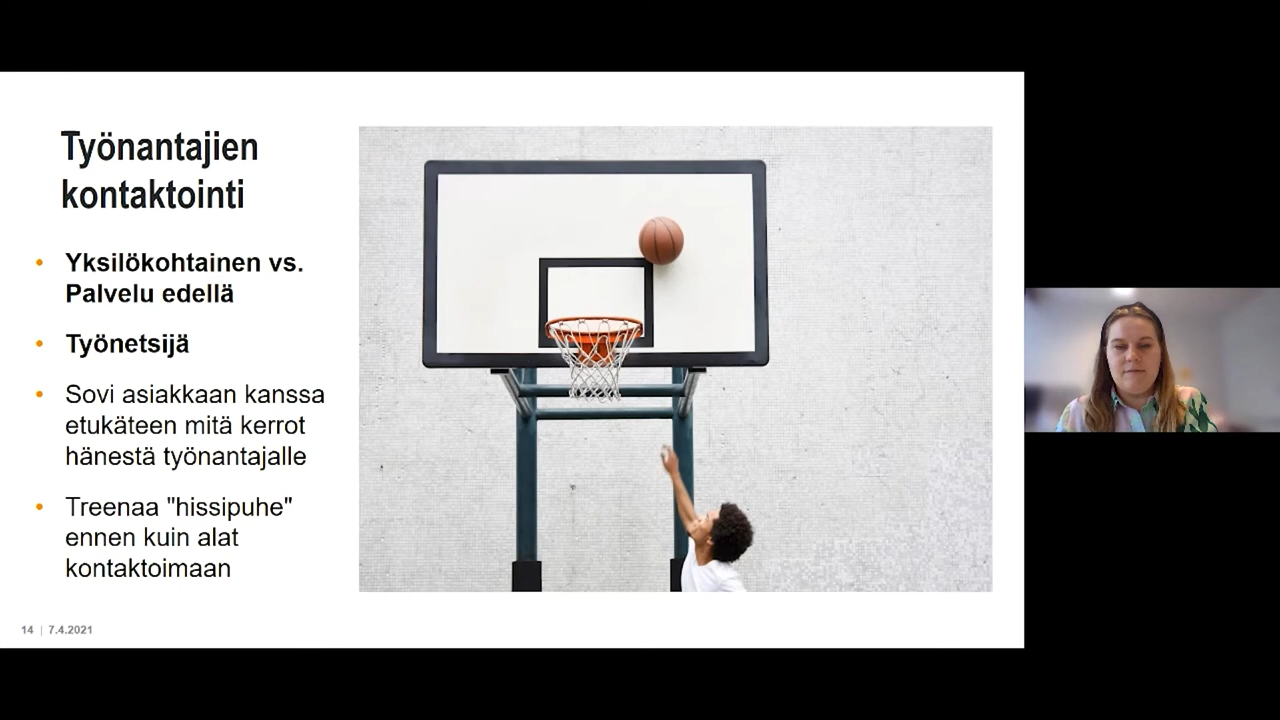 Työnantajien
kontaktointi
• Yksilökohtainen vs.
Palvelu edellä
• Työnetsijä
• Sovi asiakkaan kanssa
etukäteen mitä kerrot
hänestä työnantajalle
• Treenaa "hissipuhe"
ennen kuin alat
kontaktoimaan
14 | 7.4.2021